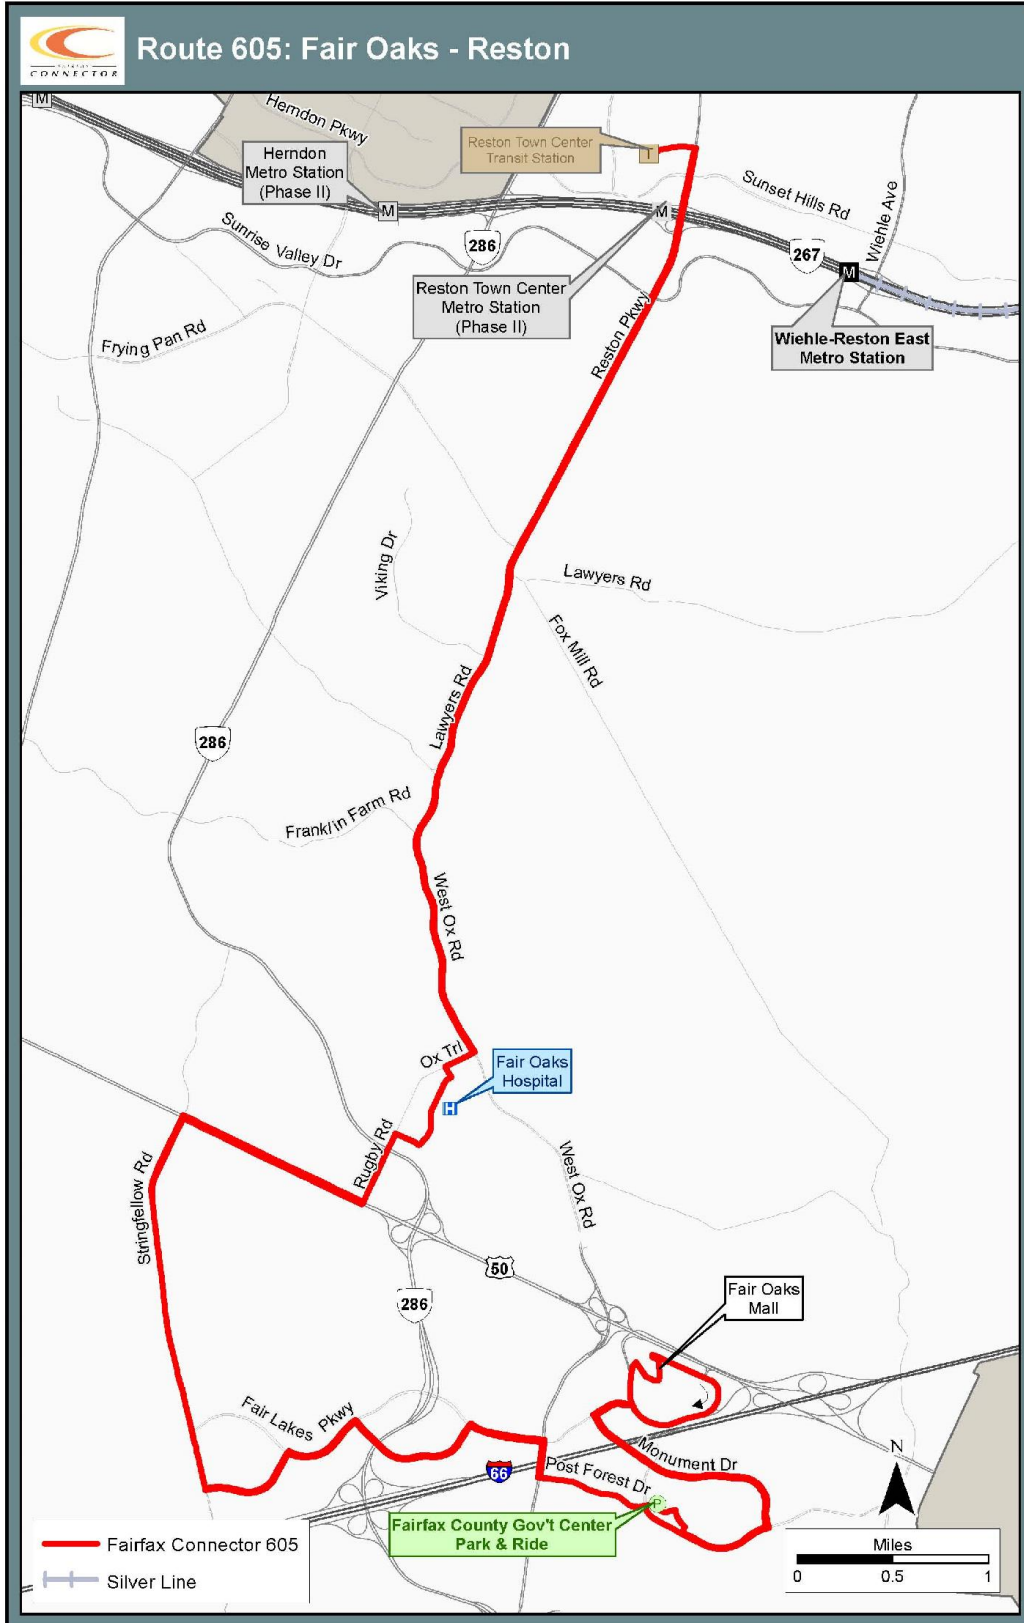 FAIRFAX
CONNECTOR
Route 605: Fair Oaks - Reston
M
Herndon Pkwy
Reston Town Center
Transit Station
T
Herndon
Metro Station
(Phase II)
M
M
Sunset Hills Rd
Wiehle Ave
Sunrise Valley Dr
286
267
M
Reston Town Center
Metro Station
(Phase II)
Reston Pkwy
Wiehle-Reston East
Metro Station
Frying Pan Rd
Viking Dr
Lawyers Rd
Fox Mill Rd
Lawyers Rd
286
Franklin Farm Rd
West Ox Rd
Ox Trl
Fair Oaks
Hospital
H
Rugby Rd
Stringfellow Rd
West Ox Rd
50
286
Fair Oaks
Mall
Fair Lakes Pkwy
Monument Dr
66
Post Forest Dr
P
N
Fairfax County Gov't Center
Park & Ride
Fairfax Connector 605
Silver Line
Miles
0 0.5 1